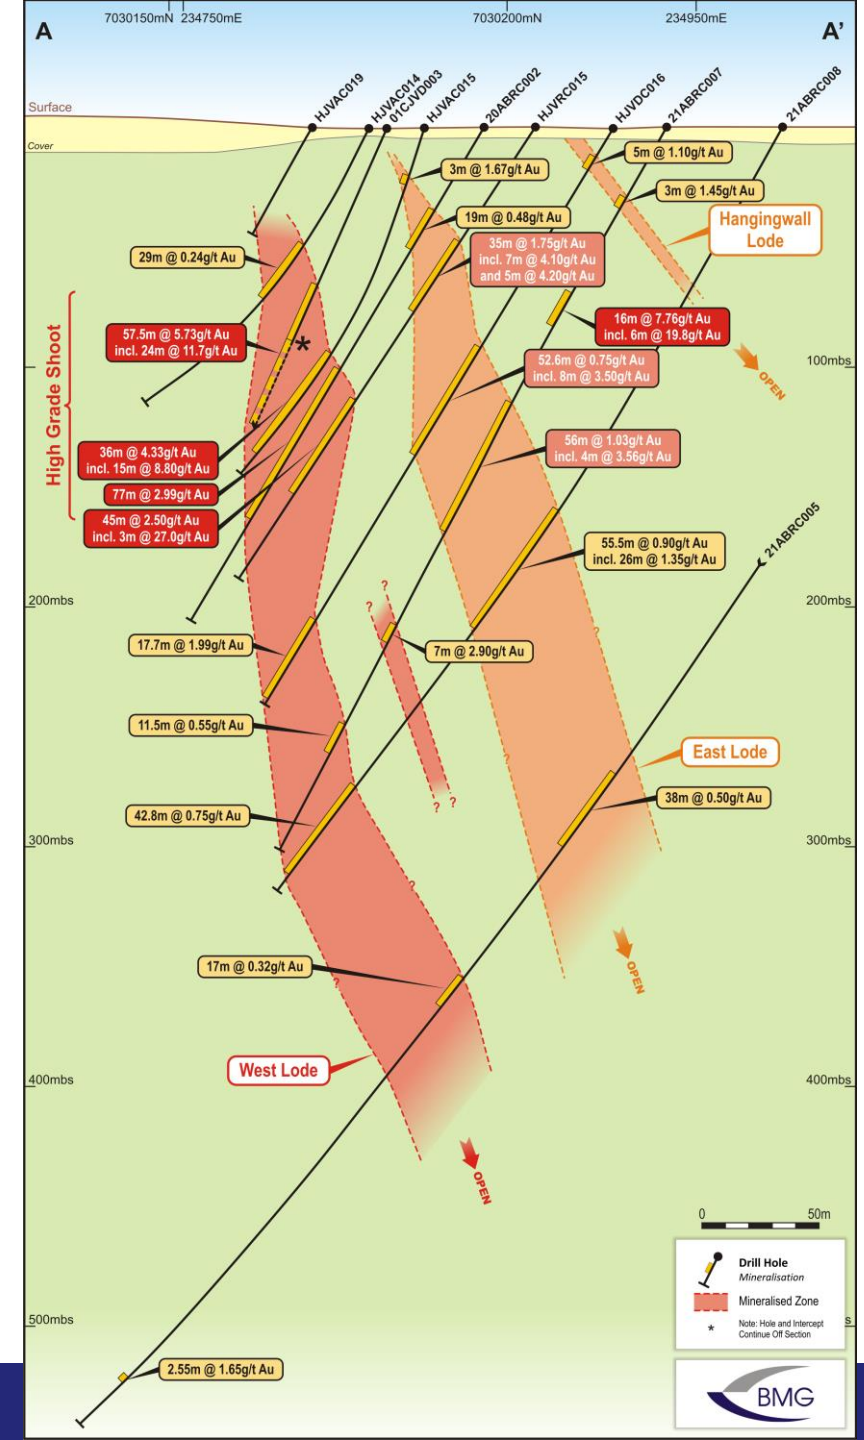 7030150mN 234750mE
7030200mN
234950mE
A
A’
HJVAC019
HJVAC014
01CJVD003
HJVAC015
20ABRC002
HJVRC015
HJVDC016
21ABRC007
21ABRC008
Surface
Cover
5m @ 1.10g/t Au
3m @ 1.67g/t Au
3m @ 1.45g/t Au
19m @ 0.48g/t Au
Hangingwall
Lode
35m @ 1.75g/t Au
incl. 7m @ 4.10g/t Au
and 5m @ 4.20g/t Au
29m @ 0.24g/t Au
High Grade Shoot
57.5m @ 5.73g/t Au
incl. 24m @ 11.7g/t Au
*
16m @ 7.76g/t Au
incl. 6m @ 19.8g/t Au
52.6m @ 0.75g/t Au
incl. 8m @ 3.50g/t Au
100mbs
OPEN
36m @ 4.33g/t Au
incl. 15m @ 8.80g/t Au
56m @ 1.03g/t Au
incl. 4m @ 3.56g/t Au
77m @ 2.99g/t Au
45m @ 2.50g/t Au
incl. 3m @ 27.0g/t Au
21ABRC005
55.5m @ 0.90g/t Au
incl. 26m @ 1.35g/t Au
200mbs
200mbs
?
?
?
17.7m @ 1.99g/t Au
7m @ 2.90g/t Au
11.5m @ 0.55g/t Au
East Lode
?
38m @ 0.50g/t Au
?
?
42.8m @ 0.75g/t Au
300mbs
300mbs
?
17m @ 0.32g/t Au
?
OPEN
West Lode
400mbs
400mbs
OPEN
0 50m
Drill Hole
Mineralisation
Mineralised Zone
* Note: Hole and Intercept
Continue Off Section
500mbs
s
2.55m @ 1.65g/t Au
BMG